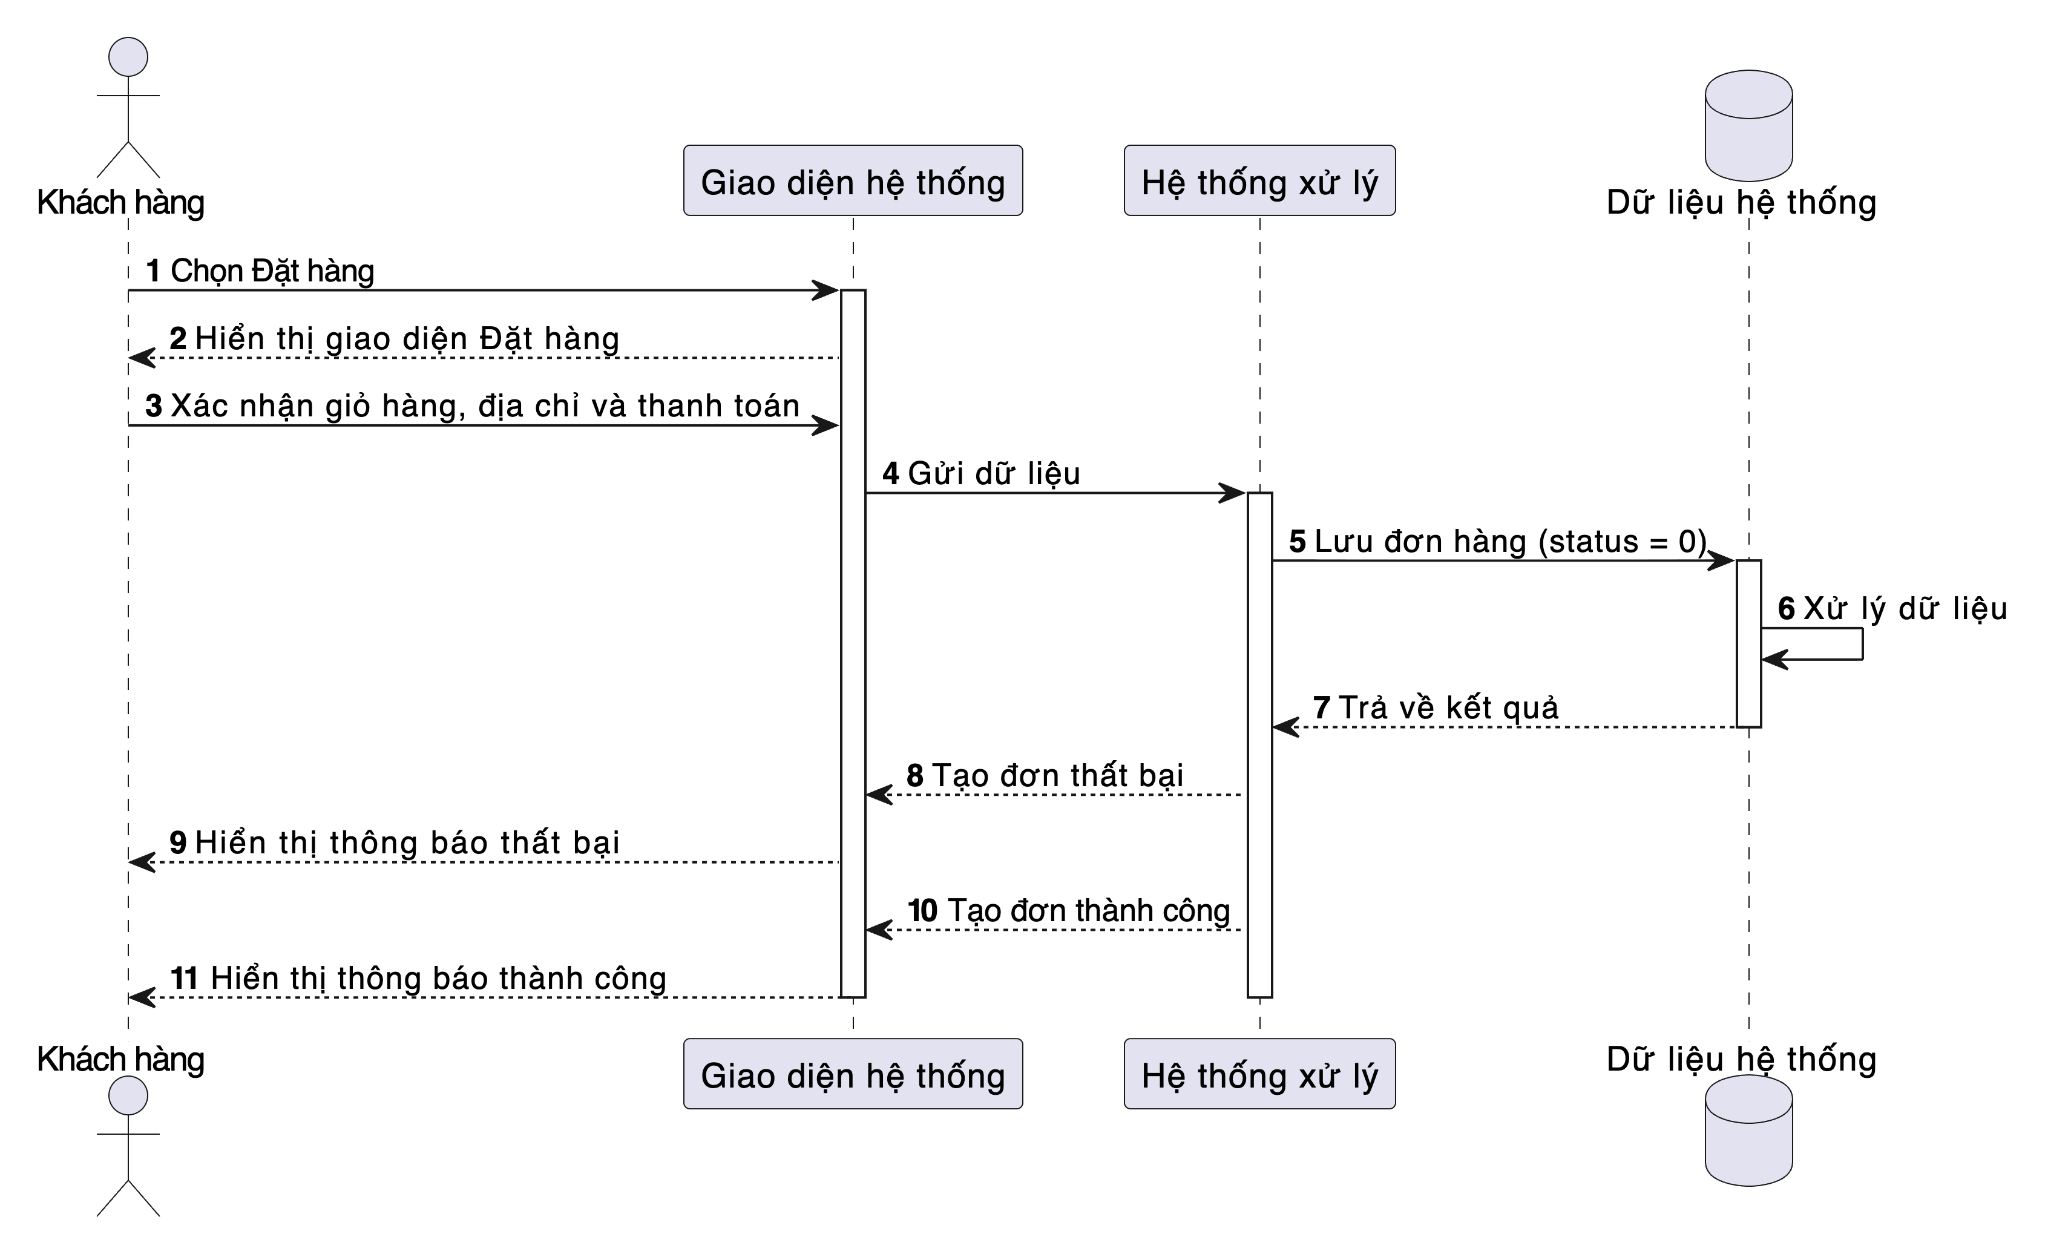 Khách hàng
Giao diện hệ thống
Hệ thống xử lý
Dữ liệu hệ thống
1 Chọn Đặt hàng
2 Hiển thị giao diện Đặt hàng
3 Xác nhận giỏ hàng, địa chỉ và thanh toán
4 Gửi dữ liệu
5 Lưu đơn hàng (status = 0)
6 Xử lý dữ liệu
7 Trả về kết quả
8 Tạo đơn thất bại
9 Hiển thị thông báo thất bại
10 Tạo đơn thành công
11 Hiển thị thông báo thành công
Khách hàng
Giao diện hệ thống
Hệ thống xử lý
Dữ liệu hệ thống